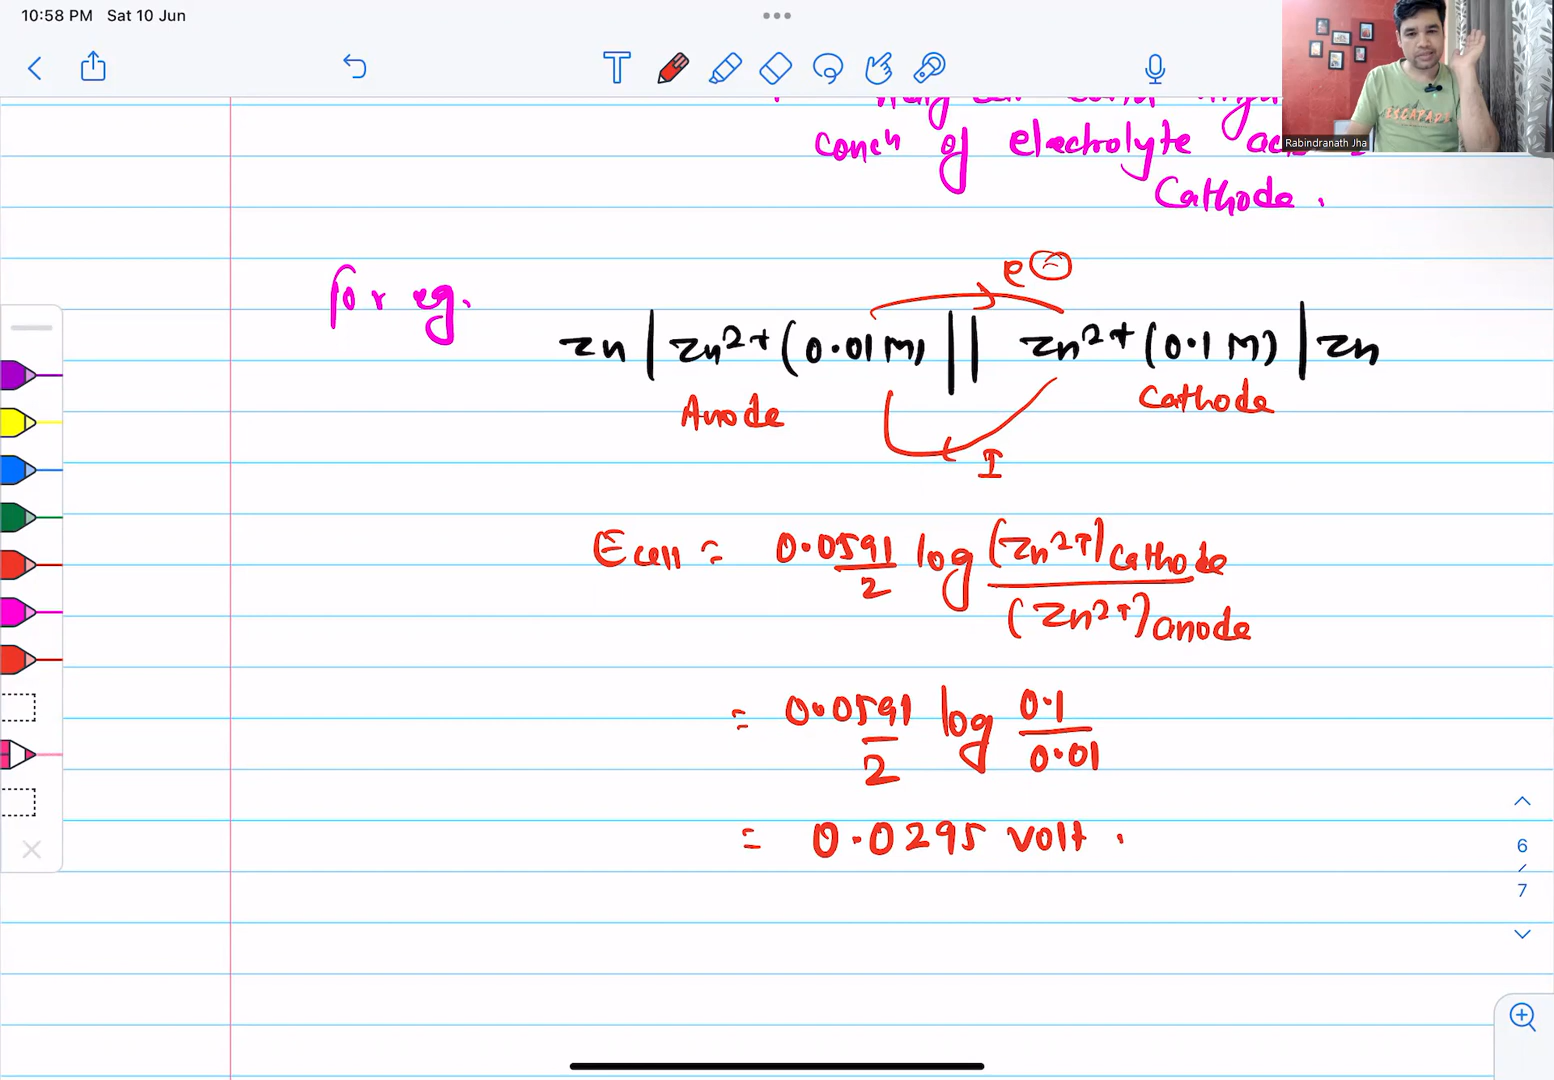 10:58 PM Sat 10 Jun
Rabindranath Jha
concn of electrolyte
Cathode.
for eg.
e⊖
Zn | Zn2+ (0.01M) || Zn2+ (0.1M) | Zn
Anode Cathode
I
Ecell = 0.0591/2 log (Zn2+)cathode/(Zn2+)anode
= 0.0591/2 log 0.1/0.01
= 0.0295 volt.
6
/
7